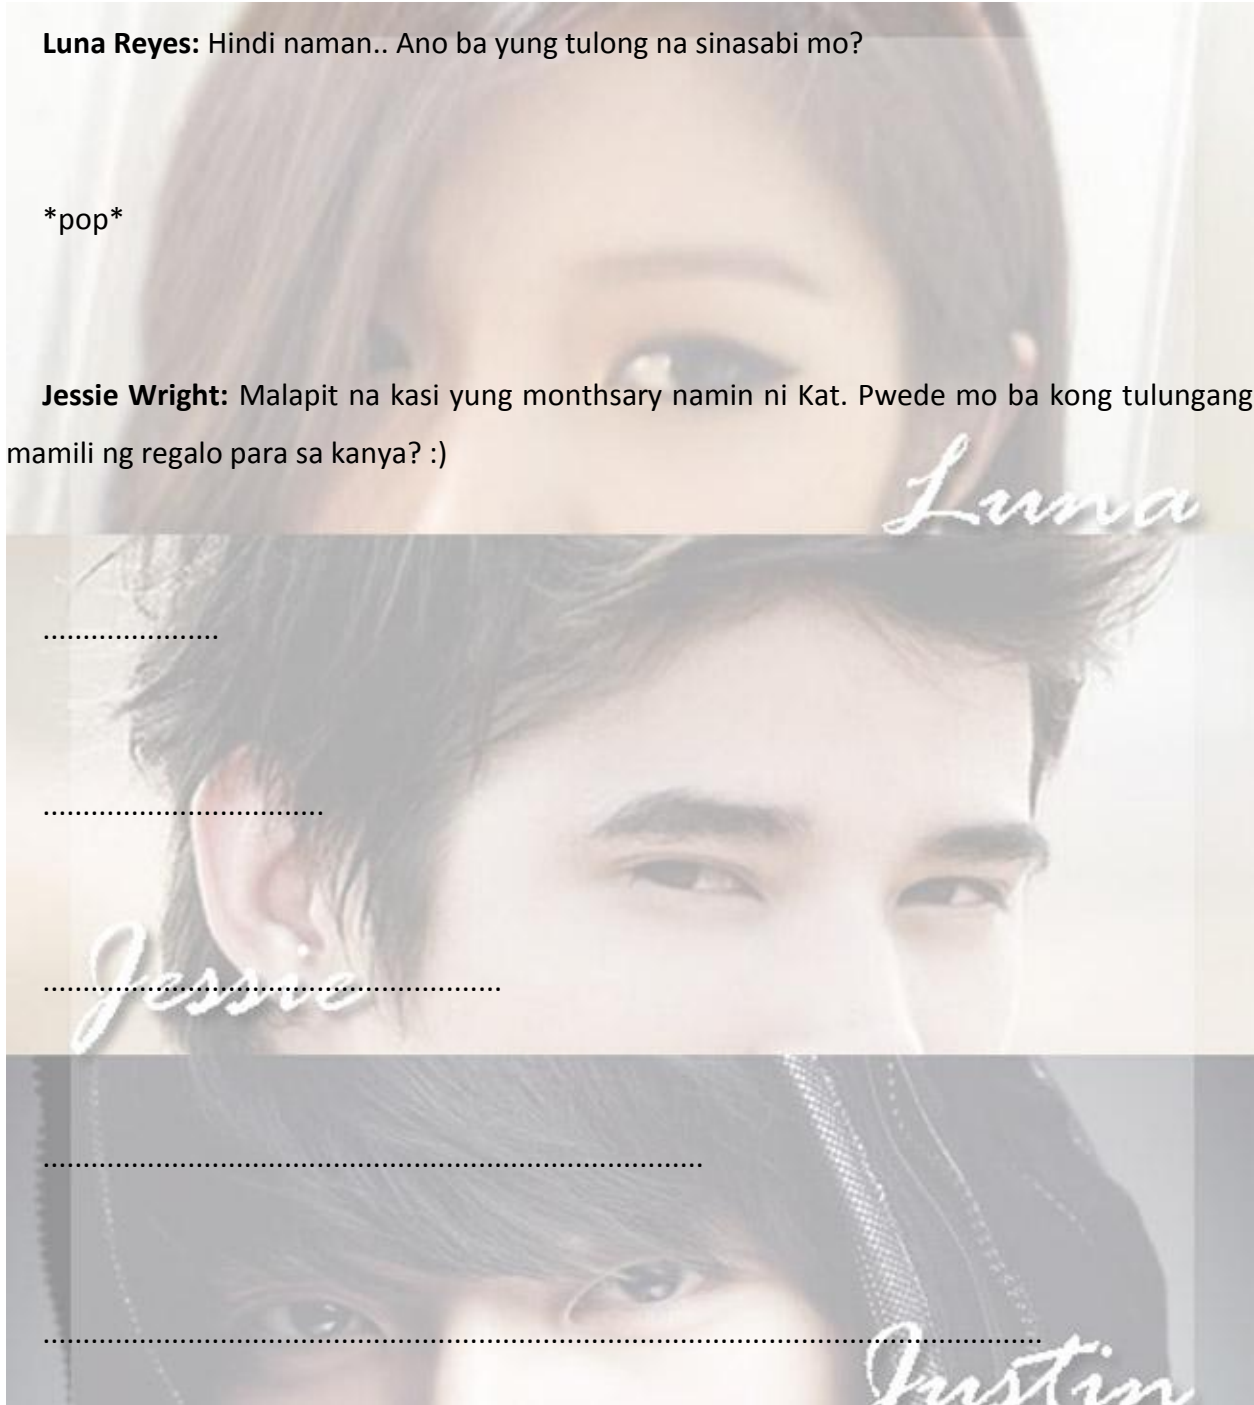 Luna Reyes: Hindi naman.. Ano ba yung tulong na sinasabi mo?
*pop*
Jessie Wright: Malapit na kasi yung monthsary namin ni Kat. Pwede mo ba kong tulungang
mamili ng regalo para sa kanya? :)
Luna
......................
...................................
Jessie
.........................................................
..................................................................................
.............................................................................................................................
Justin